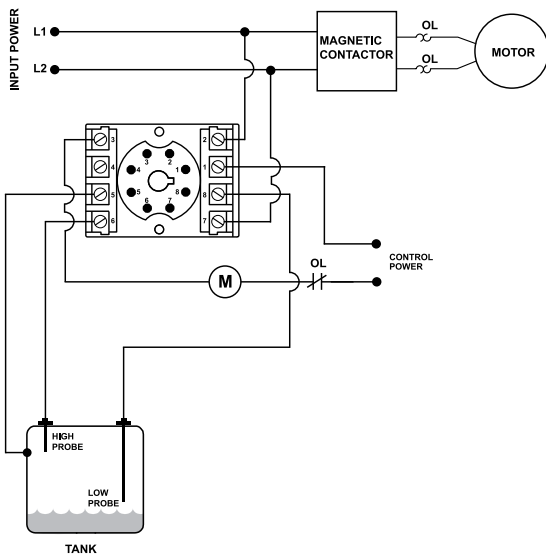 INPUT POWER
L1
L2
MAGNETIC
CONTACTOR
OL
OL
MOTOR
3
4
5
6
3
2
4
1
5
8
6
7
2
1
8
7
CONTROL
POWER
M
OL
HIGH
PROBE
LOW
PROBE
TANK